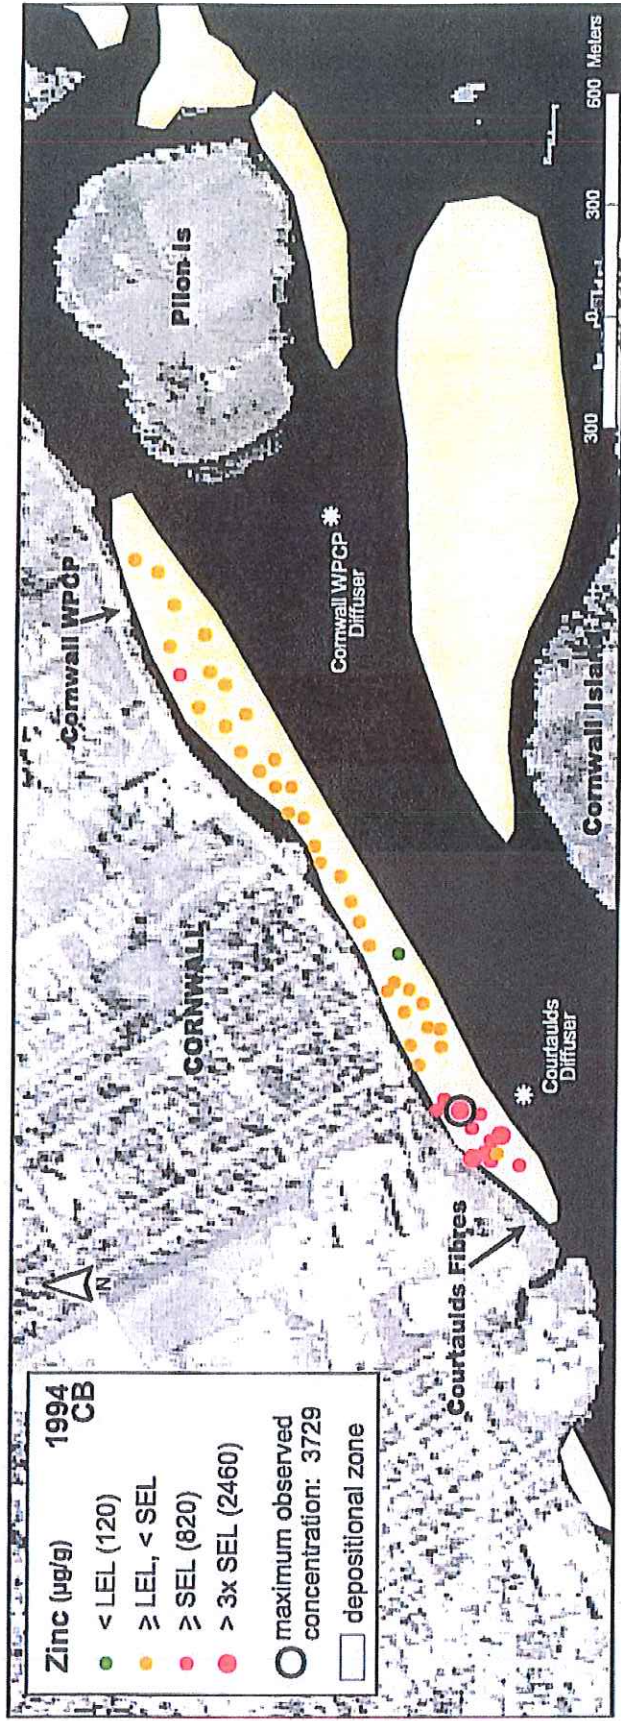 Zinc (µg/g) 1994
CB
< LEL (120)
≥ LEL, < SEL
≥ SEL (820)
> 3x SEL (2460)
maximum observed
concentration: 3729
depositional zone
N
Courtaulds Fibres
Courtaulds
Diffuser
CORNWALL
Cornwall WPCP
Cornwall WPCP
Diffuser
Pilon Is
Cornwall Island
300 0 300 600 Meters